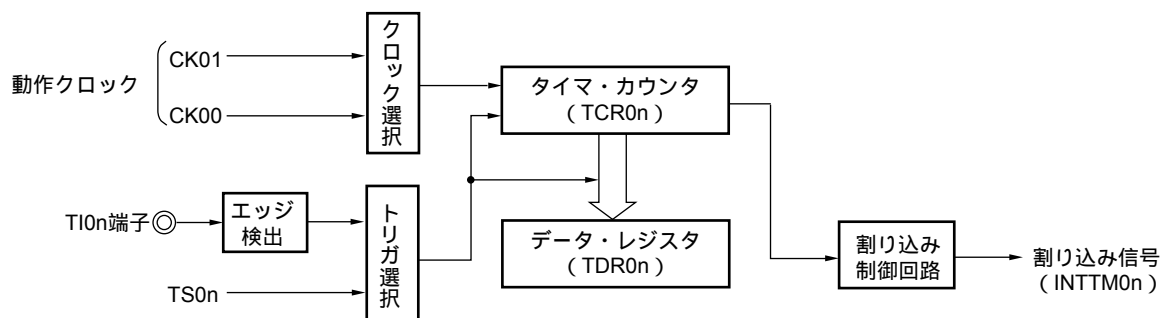 動作クロック
CK01
CK00
クロック選択
タイマ・カウンタ
（TCR0n）
TI0n端子
エッジ
検出
TS0n
トリガ選択
データ・レジスタ
（TDR0n）
割り込み
制御回路
割り込み信号
（INTTM0n）